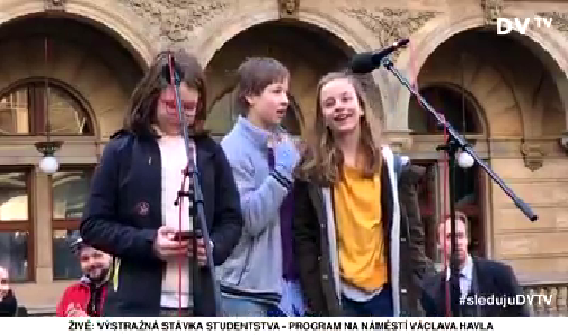 DVTV
#sledujuDVTV
ŽIVĚ: VÝSTRAŽNÁ STÁVKA STUDENTSTVA - PROGRAM NA NÁMĚSTÍ VÁCLAVA HAVLA